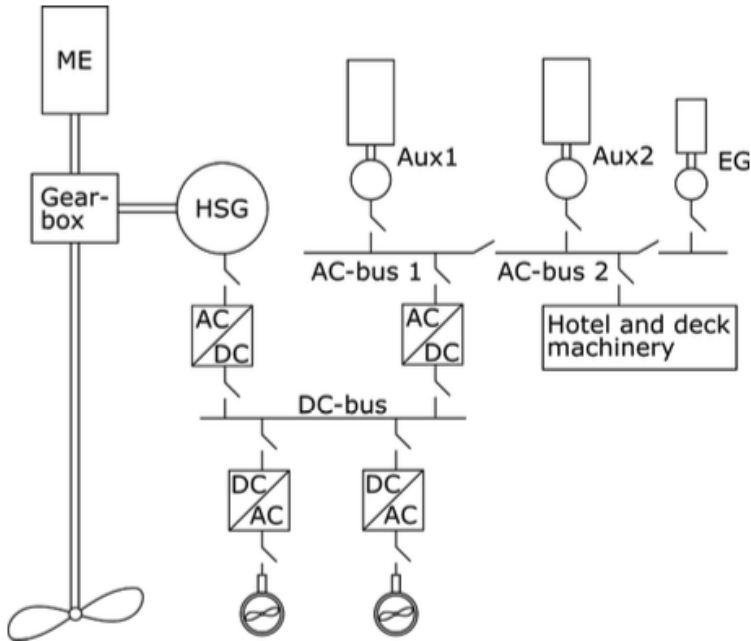 ME
Aux1
Aux2
EG
Gear-
box
HSG
AC-bus 1
AC-bus 2
AC
DC
AC
DC
Hotel and deck
machinery
DC-bus
DC
AC
DC
AC